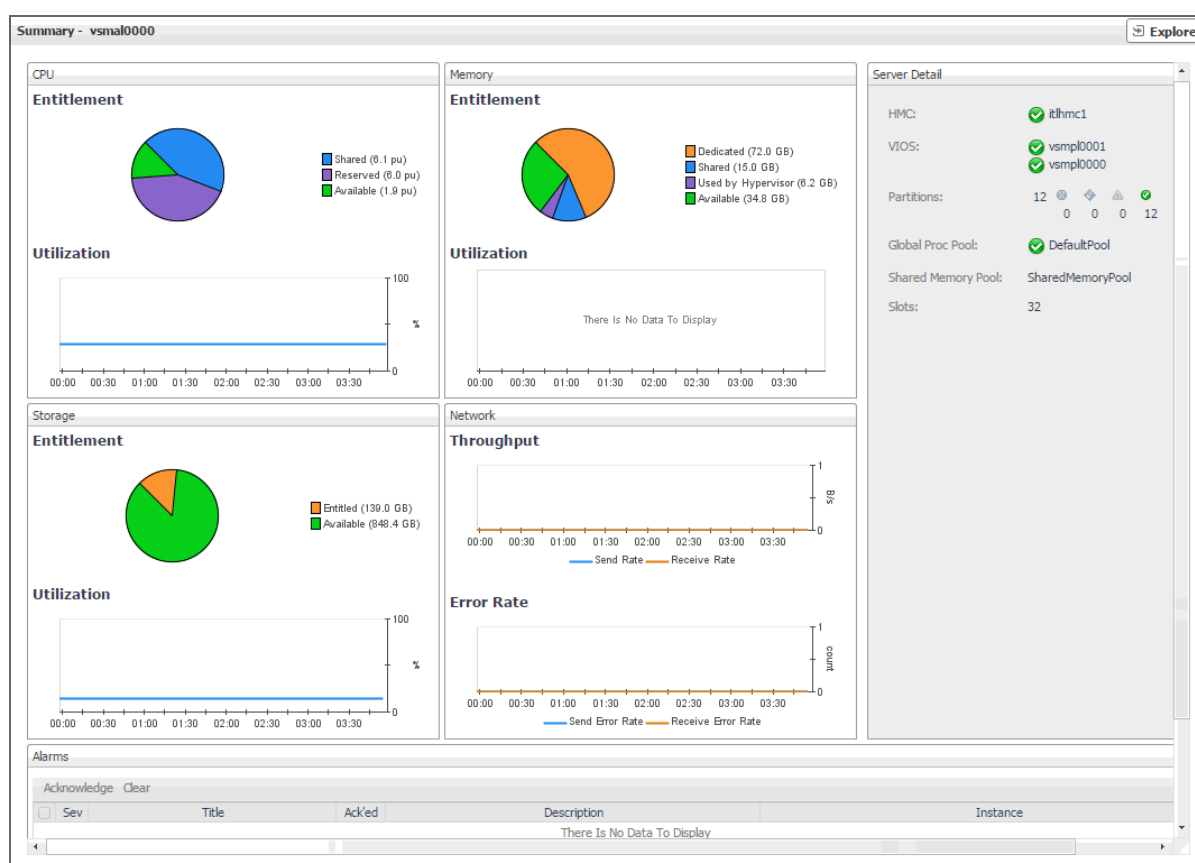 Summary - vsmal0000
Explore
CPU
Entitlement
Shared (6.1 pu)
Reserved (6.0 pu)
Available (1.9 pu)
Utilization
100
%
0
00:00 00:30 01:00 01:30 02:00 02:30 03:00 03:30
Memory
Entitlement
Dedicated (72.0 GB)
Shared (15.0 GB)
Used by Hypervisor (6.2 GB)
Available (34.8 GB)
Utilization
There Is No Data To Display
00:00 00:30 01:00 01:30 02:00 02:30 03:00 03:30
Server Detail
HMC: itlhmc1
VIOS: vsmpl0001
vsmpl0000
Partitions: 12
0 0 0 12
Global Proc Pool: DefaultPool
Shared Memory Pool: SharedMemoryPool
Slots: 32
Storage
Entitlement
Entitled (139.0 GB)
Available (848.4 GB)
Utilization
100
%
0
00:00 00:30 01:00 01:30 02:00 02:30 03:00 03:30
Network
Throughput
1
B/s
0
00:00 00:30 01:00 01:30 02:00 02:30 03:00 03:30
Send Rate Receive Rate
Error Rate
1
count
0
00:00 00:30 01:00 01:30 02:00 02:30 03:00 03:30
Send Error Rate Receive Error Rate
Alarms
Acknowledge Clear
Sev Title Ack'ed Description Instance
There Is No Data To Display